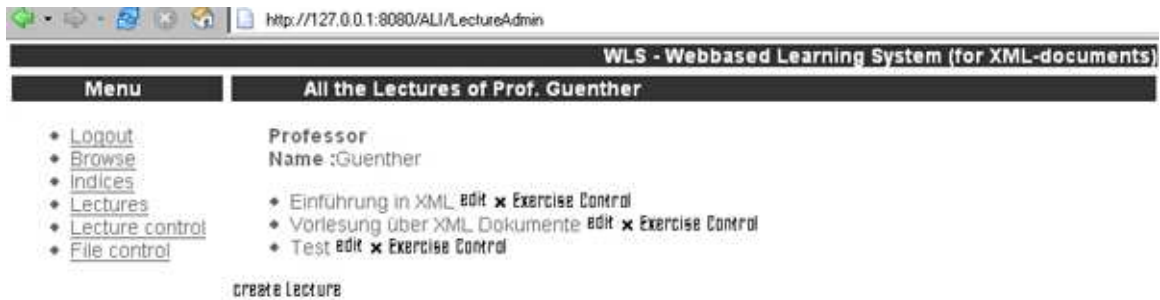 http://127.0.0.1:8080/ALI/LectureAdmin
WLS - Webbased Learning System (for XML-documents)
Menu
All the Lectures of Prof. Guenther
Logout
Browse
Indices
Lectures
Lecture control
File control
Professor
Name :Guenther
Einführung in XML edit x Exercise Control
Vorlesung über XML Dokumente edit x Exercise Control
Test edit x Exercise Control
create Lecture